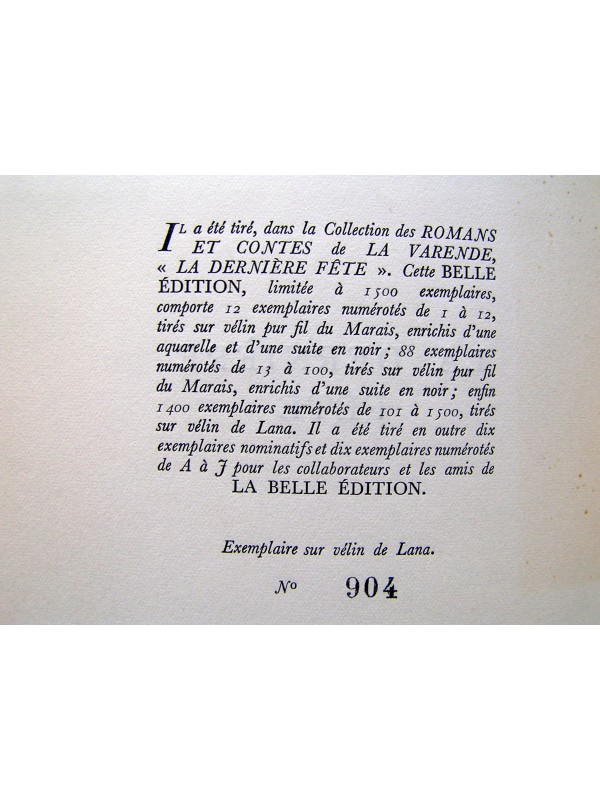 IL a été tiré, dans la Collection des ROMANS
ET CONTES de LA VARENDE,
« LA DERNIÈRE FÊTE ». Cette BELLE
ÉDITION, limitée à 1500 exemplaires,
comporte 12 exemplaires numérotés de 1 à 12,
tirés sur vélin pur fil du Marais, enrichis d'une
aquarelle et d'une suite en noir ; 88 exemplaires
numérotés de 13 à 100, tirés sur vélin pur fil
du Marais, enrichis d'une suite en noir ; enfin
1400 exemplaires numérotés de 101 à 1500, tirés
sur vélin de Lana. Il a été tiré en outre dix
exemplaires nominatifs et dix exemplaires numérotés
de A à J pour les collaborateurs et les amis de
LA BELLE ÉDITION.
Exemplaire sur vélin de Lana.
Nº 904